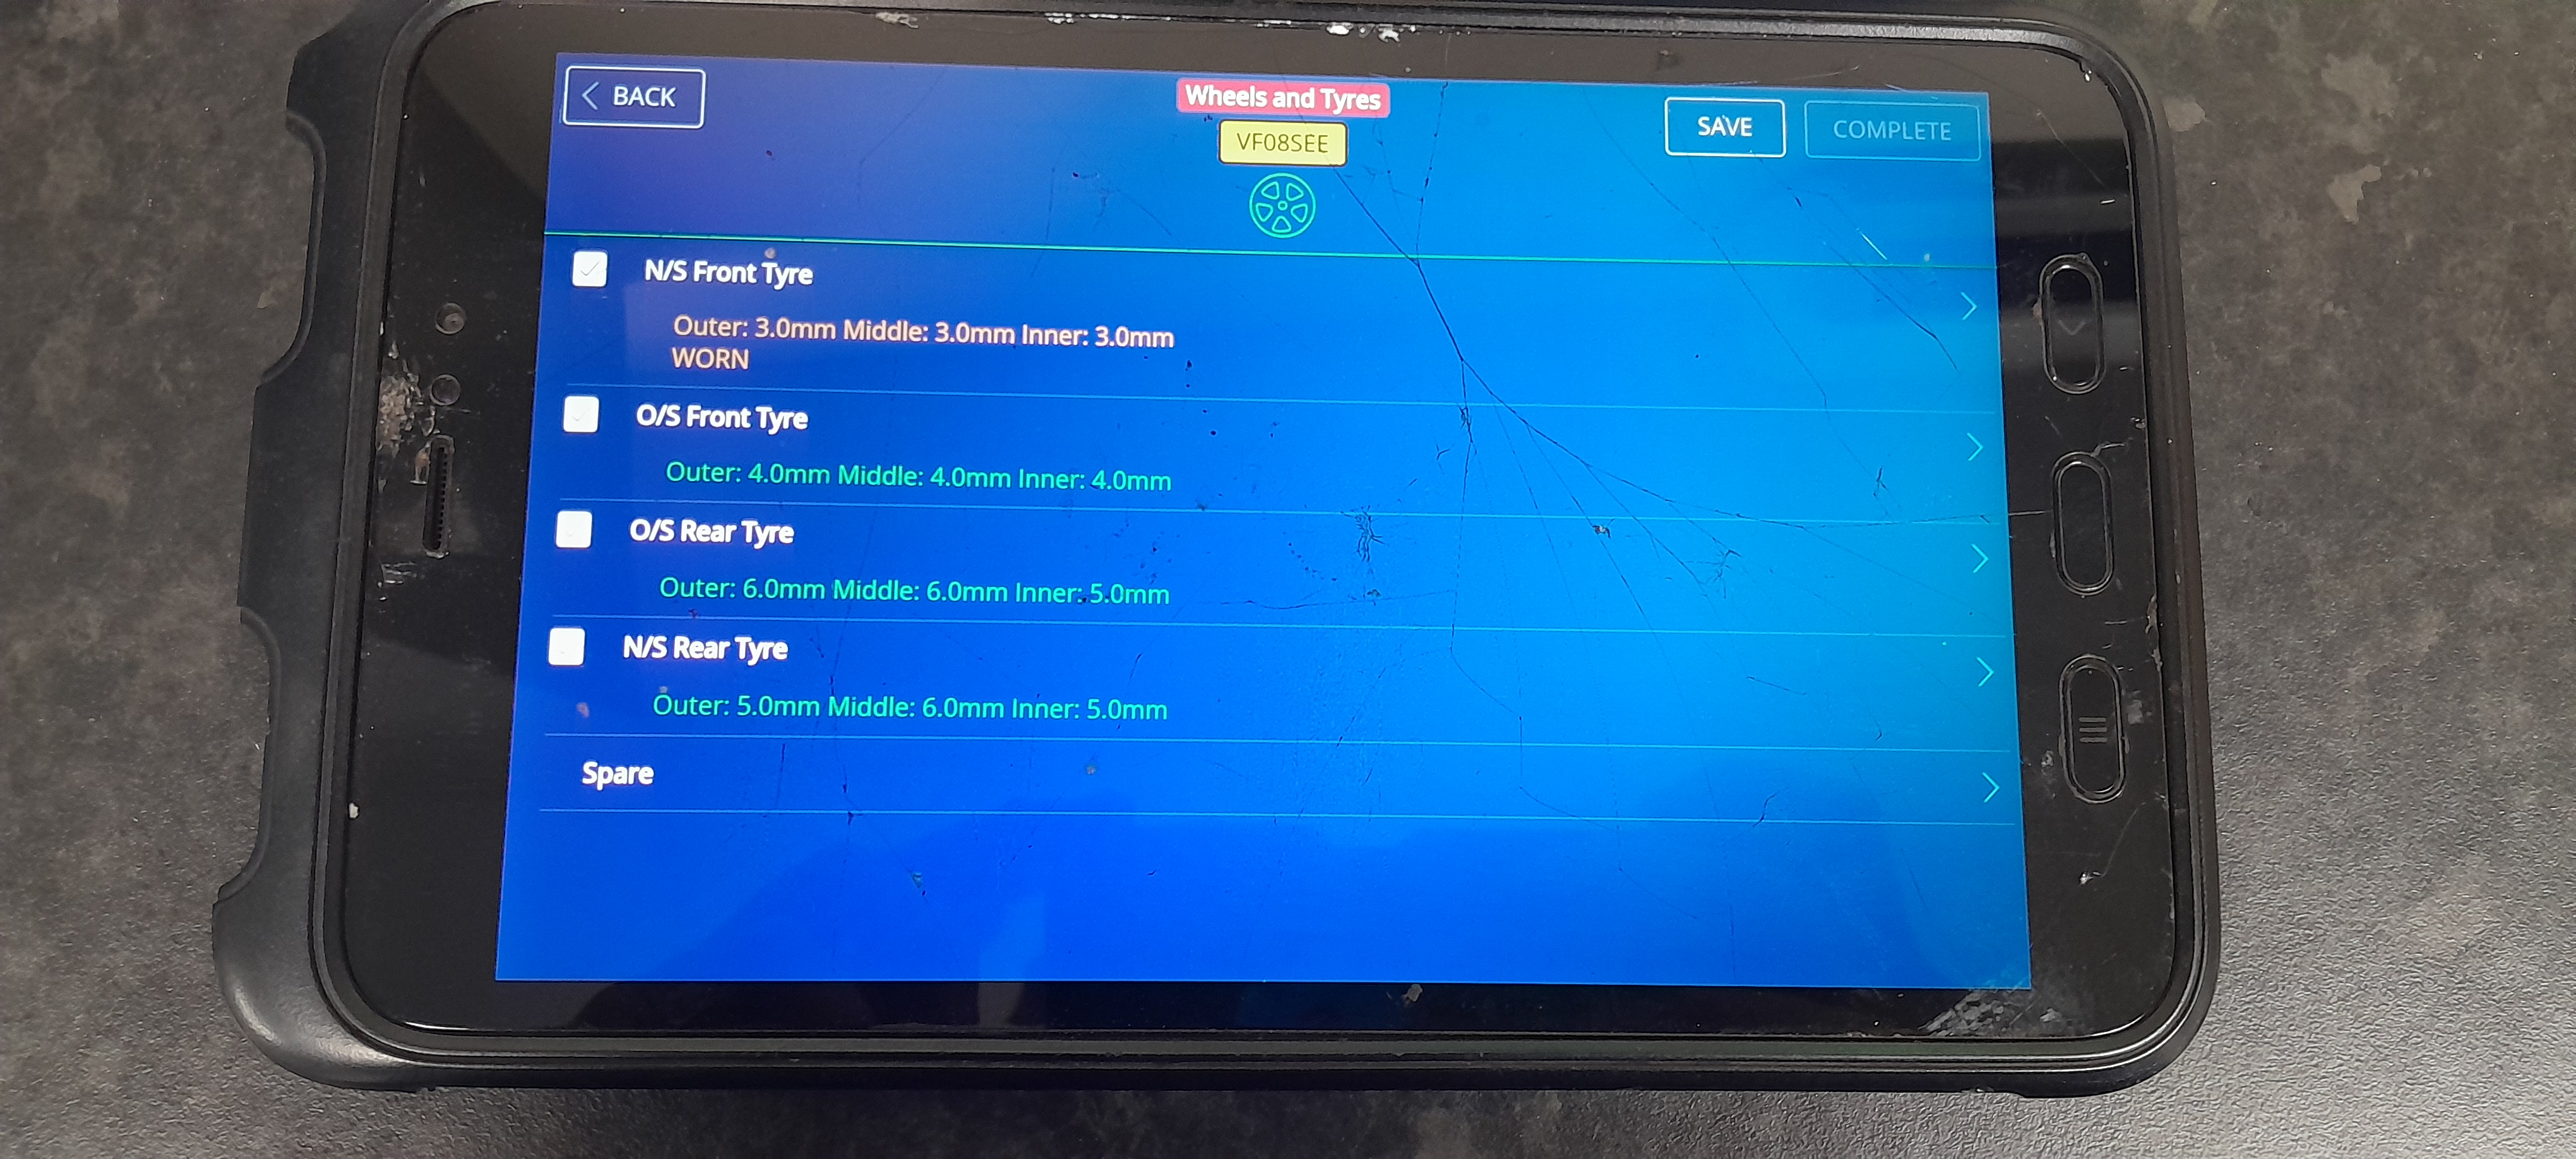 BACK
Wheels and Tyres
SAVE
COMPLETE
VF08SEE
N/S Front Tyre
Outer: 3.0mm Middle: 3.0mm Inner: 3.0mm
WORN
O/S Front Tyre
Outer: 4.0mm Middle: 4.0mm Inner: 4.0mm
O/S Rear Tyre
Outer: 6.0mm Middle: 6.0mm Inner: 5.0mm
N/S Rear Tyre
Outer: 5.0mm Middle: 6.0mm Inner: 5.0mm
Spare